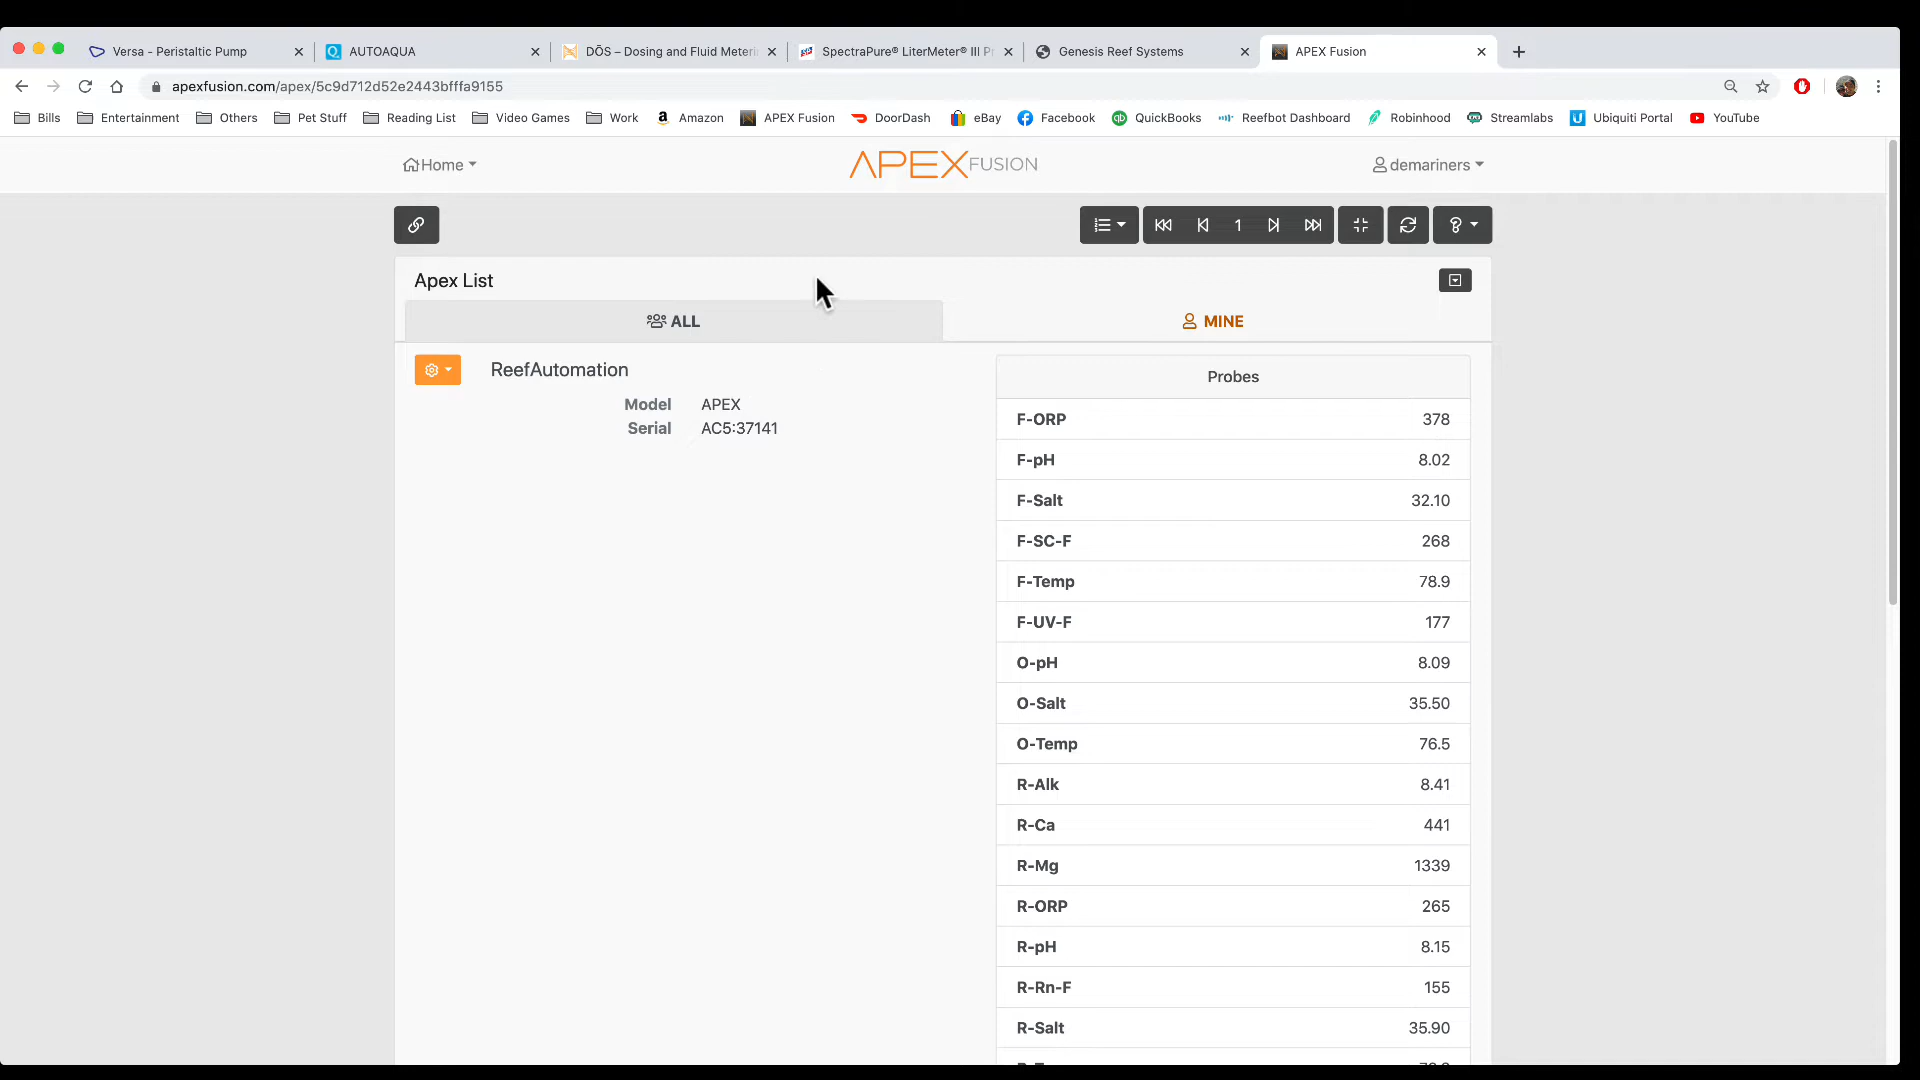 Versa - Peristaltic Pump
AUTOAQUA
DŌS – Dosing and Fluid Meteri
SpectraPure® LiterMeter® III Pr
Genesis Reef Systems
APEX Fusion
apexfusion.com/apex/5c9d712d52e2443bfffa9155
Bills
Entertainment
Others
Pet Stuff
Reading List
Video Games
Work
Amazon
APEX Fusion
DoorDash
eBay
Facebook
QuickBooks
Reefbot Dashboard
Robinhood
Streamlabs
Ubiquiti Portal
YouTube
Home
APEX FUSION
demariners
1
Apex List
ALL
MINE
ReefAutomation
Model APEX
Serial AC5:37141
Probes
F-ORP 378
F-pH 8.02
F-Salt 32.10
F-SC-F 268
F-Temp 78.9
F-UV-F 177
O-pH 8.09
O-Salt 35.50
O-Temp 76.5
R-Alk 8.41
R-Ca 441
R-Mg 1339
R-ORP 265
R-pH 8.15
R-Rn-F 155
R-Salt 35.90